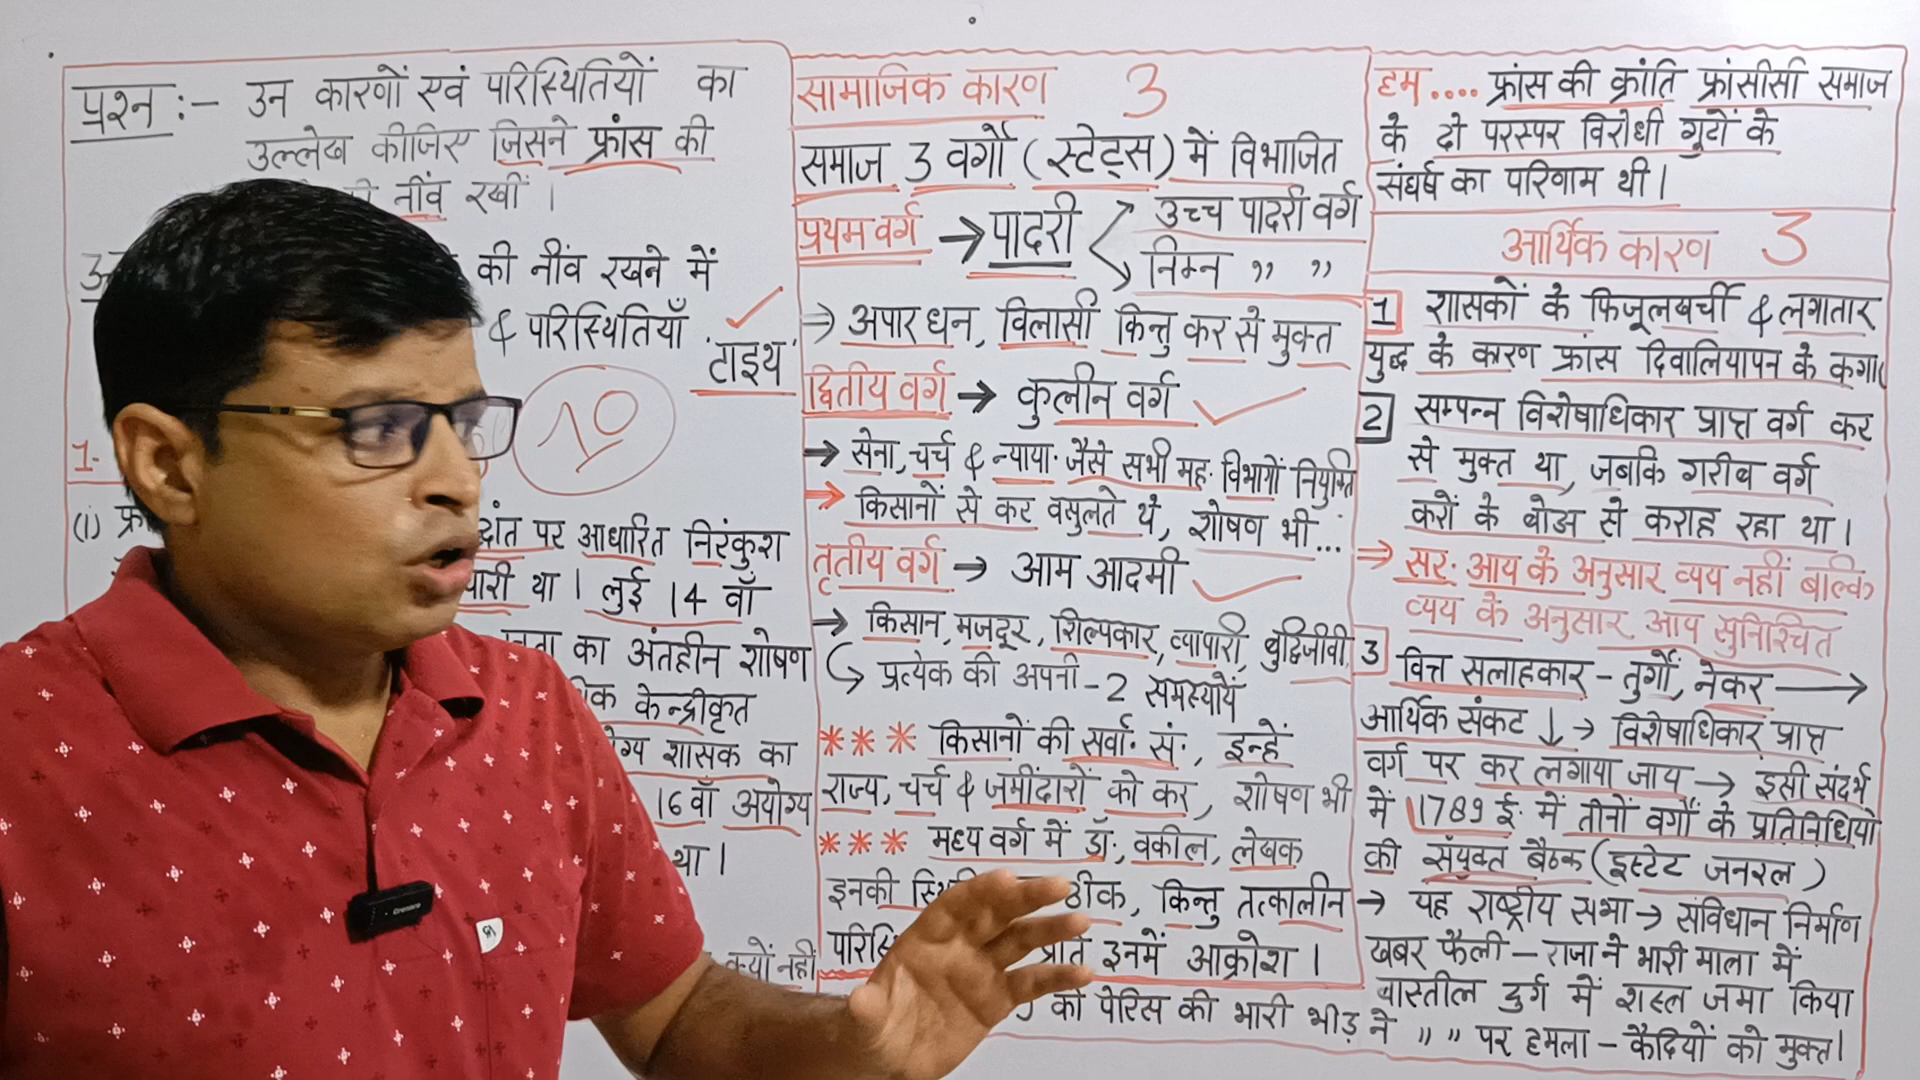 प्रश्न :- उन कारणों एवं परिस्थितियों का
उल्लेख कीजिए जिसने फ्रांस की
नींव रखीं ।
की नींव रखने में
& परिस्थितियाँ
'टाइथ'
10
1.
(i)
पर आधारित निरंकुश
था । लुई 14 वाँ
का अंतहीन शोषण
केन्द्रीकृत
शासक का
16वाँ अयोग्य
था ।
क्यों नहीं
सामाजिक कारण 3
समाज 3 वर्गों (स्टेट्स) में विभाजित
प्रथम वर्ग → पादरी
उच्च पादरी वर्ग
निम्न ,, ,,
⇒ अपार धन, विलासी किन्तु कर से मुक्त
द्वितीय वर्ग → कुलीन वर्ग ✓
→ सेना, चर्च & न्याया. जैसे सभी मह. विभागों नियुक्ति
⇒ किसानों से कर वसुलते थे, शोषण भी...
तृतीय वर्ग → आम आदमी
→ किसान, मजदूर, शिल्पकार, व्यापारी, बुद्विजीवी
प्रत्येक की अपनी-2 समस्यायें
*** किसानों की सर्वा. सं., इन्हें
राज्य, चर्च & जमींदारों को कर, शोषण भी
*** मध्य वर्ग में डॉ., वकील, लेखक
इनकी ठीक, किन्तु तत्कालीन
प्रति इनमें आक्रोश ।
को पेरिस की भारी भीड़ ने ,, ,, पर हमला – कैदियों को मुक्त।
हम.... फ्रांस की क्रांति फ्रांसीसी समाज
के दो परस्पर विरोधी गूटों के
संघर्ष का परिणाम थी ।
आर्थिक कारण 3
1 शासकों के फिजूलखर्ची & लगातार
युद्ध के कारण फ्रांस दिवालियापन के कगार
2 सम्पन्न विशेषाधिकार प्राप्त वर्ग कर
से मुक्त था, जबकि गरीब वर्ग
करों के बोझ से कराह रहा था ।
⇒ सर. आय के अनुसार व्यय नहीं बल्कि
व्यय के अनुसार आय सुनिश्चित
3 वित्त सलाहकार - तुर्गो, नेकर →
आर्थिक संकट ↓ → विशेषाधिकार प्राप्त
वर्ग पर कर लगाया जाय → इसी संदर्भ
में 1789 ई. में तीनों वर्गों के प्रतिनिधियों
की संयुक्त बैठक (इस्टेट जनरल)
→ यह राष्ट्रीय सभा → संविधान निर्माण
खबर फैली – राजा ने भारी मात्रा में
बास्तील दुर्ग में शस्त्र जमा किया